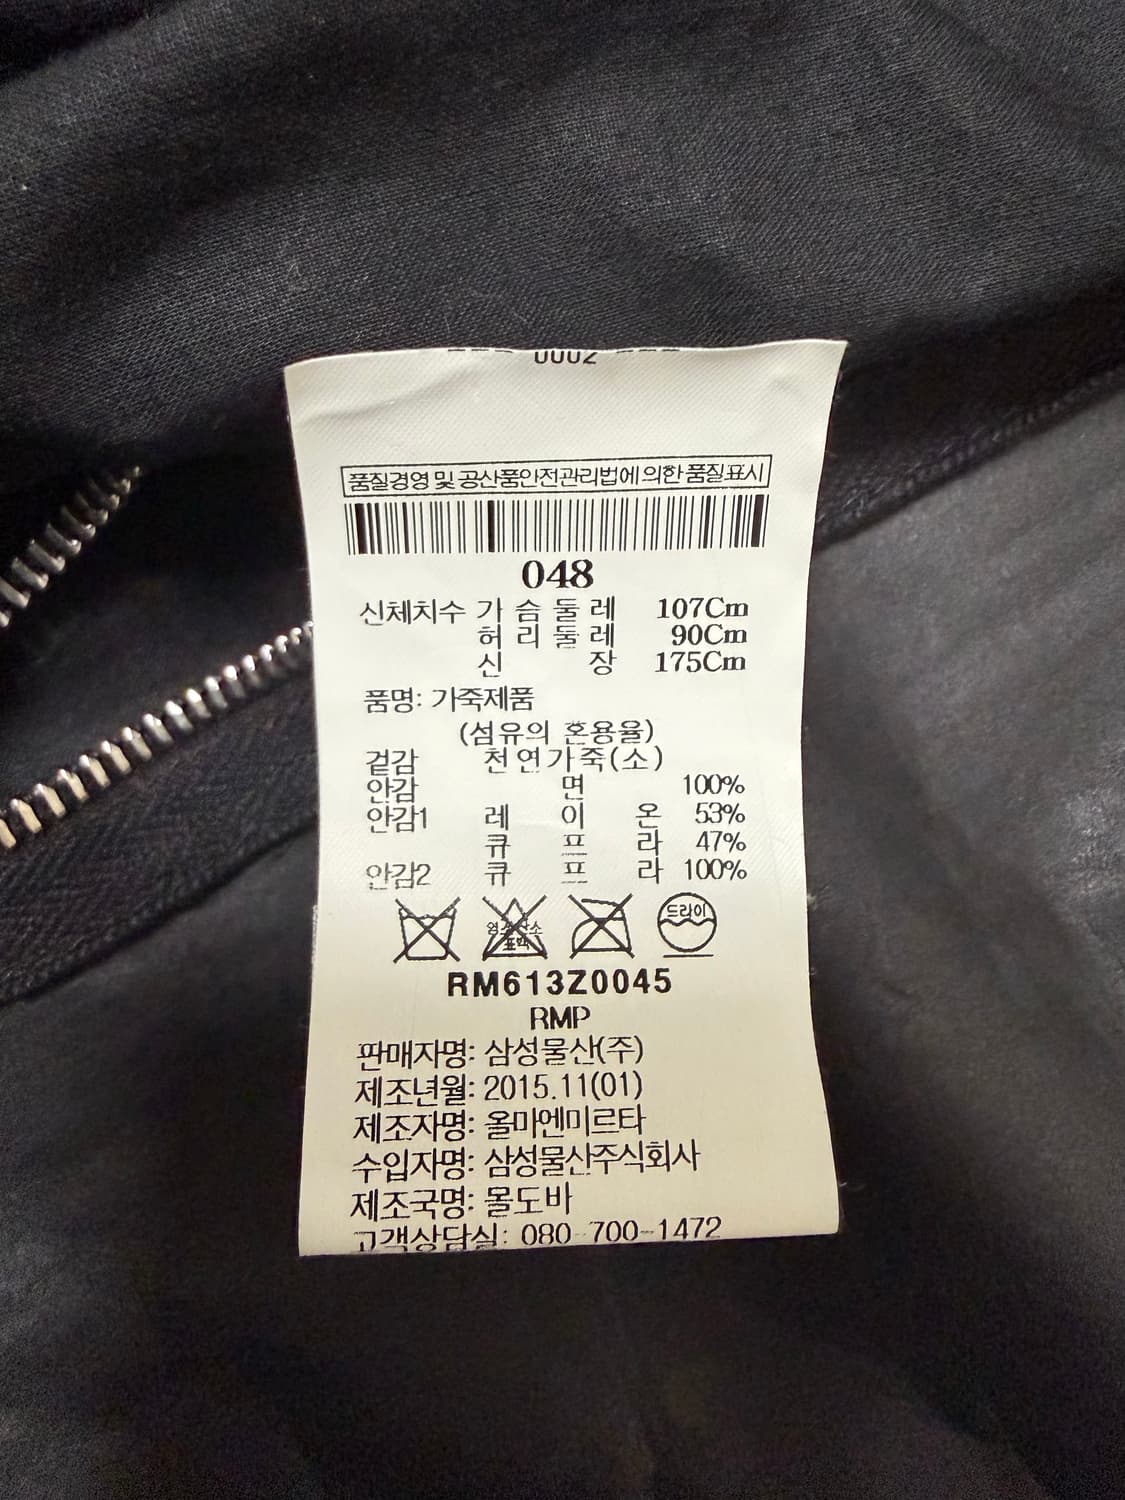 0002
품질경영 및 공산품안전관리법에 의한 품질표시
048
신체치수 가 슴 둘 레 107Cm
허 리 둘 레 90Cm
신 장 175Cm
품명: 가죽제품
(섬유의 혼용율)
겉감 천연가죽(소)
안감 면 100%
안감1 레 이 온 53%
큐 프 라 47%
안감2 큐 프 라 100%
염소산소 드라이
표백
RM613Z0045
RMP
판매자명: 삼성물산(주)
제조년월: 2015.11(01)
제조자명: 올마엔미르타
수입자명: 삼성물산주식회사
제조국명: 몰도바
고객상담실: 080-700-1472